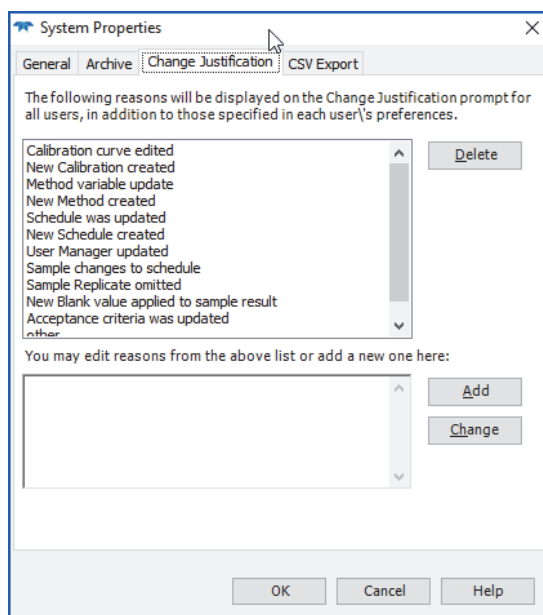 System Properties
General Archive Change Justification CSV Export
The following reasons will be displayed on the Change Justification prompt for
all users, in addition to those specified in each user\'s preferences.
Calibration curve edited
New Calibration created
Method variable update
New Method created
Schedule was updated
New Schedule created
User Manager updated
Sample changes to schedule
Sample Replicate omitted
New Blank value applied to sample result
Acceptance criteria was updated
other
Delete
You may edit reasons from the above list or add a new one here:
Add
Change
OK Cancel Help